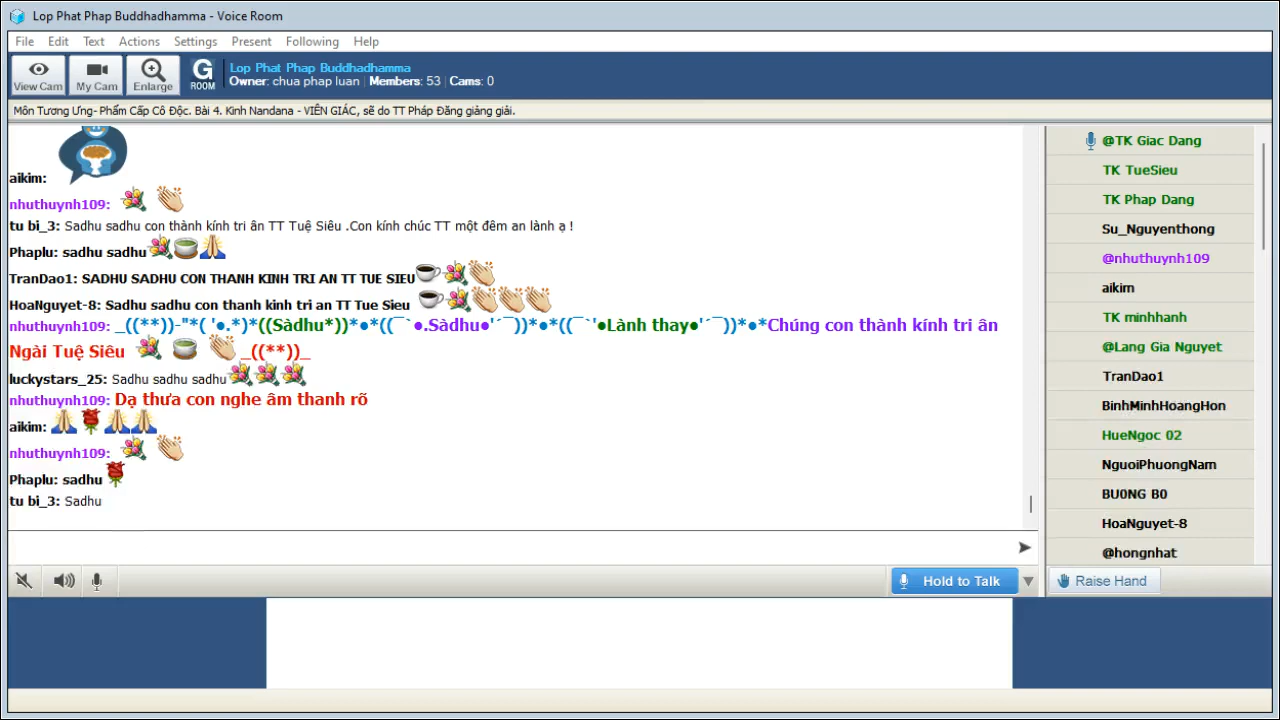 Lop Phat Phap Buddhadhamma - Voice Room
File Edit Text Actions Settings Present Following Help
View Cam My Cam Enlarge G ROOM
Lop Phat Phap Buddhadhamma
Owner: chua phap luan | Members: 53 | Cams: 0
Môn Tương Ưng- Phẩm Cấp Cô Độc. Bài 4. Kinh Nandana - VIÊN GIÁC, sẽ do TT Pháp Đăng giảng giải.
aikim:
nhuthuynh109:
tu bi_3: Sadhu sadhu con thành kính tri ân TT Tuệ Siêu .Con kính chúc TT một đêm an lành ạ !
Phaplu: sadhu sadhu
TranDao1: SADHU SADHU CON THANH KINH TRI AN TT TUE SIEU
HoaNguyet-8: Sadhu sadhu con thanh kinh tri an TT Tue Sieu
nhuthuynh109: _((**))-"*( '●.*)*((Sàdhu*))*●*((¯`●.Sàdhu●'´¯))*●*((¯`'●Lành thay●'´¯))*●*Chúng con thành kính tri ân
Ngài Tuệ Siêu _((**))_
luckystars_25: Sadhu sadhu sadhu
nhuthuynh109: Dạ thưa con nghe âm thanh rõ
aikim:
nhuthuynh109:
Phaplu: sadhu
tu bi_3: Sadhu
Hold to Talk
@TK Giac Dang
TK TueSieu
TK Phap Dang
Su_Nguyenthong
@nhuthuynh109
aikim
TK minhhanh
@Lang Gia Nguyet
TranDao1
BinhMinhHoangHon
HueNgoc 02
NguoiPhuongNam
BU0NG B0
HoaNguyet-8
@hongnhat
Raise Hand